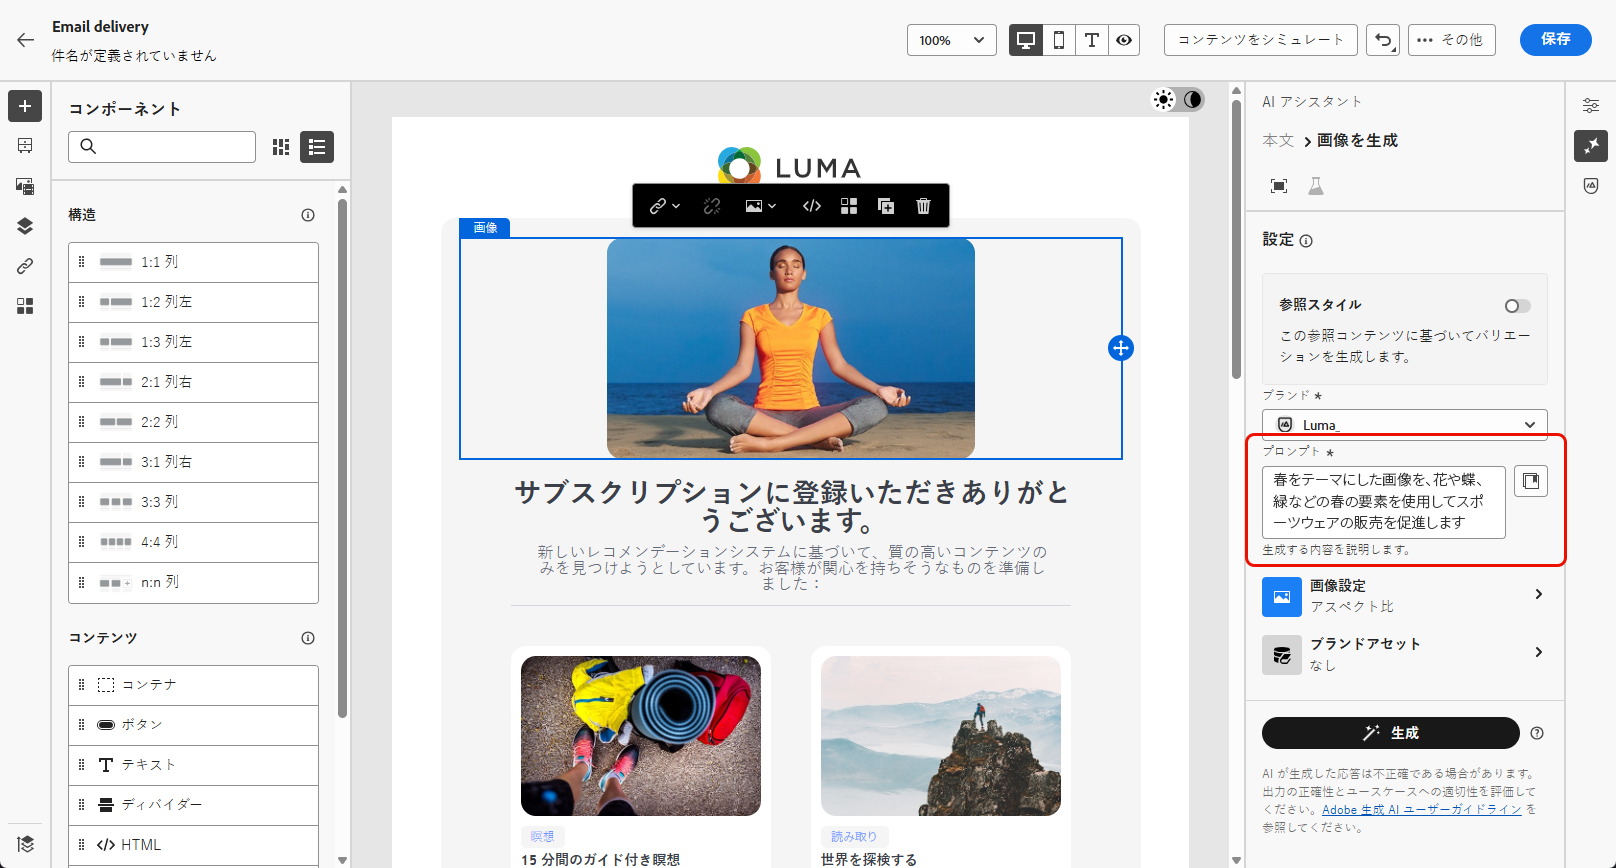 Email delivery
件名が定義されていません
100%
コンテンツをシミュレート
その他
保存
コンポーネント
構造
1:1 列
1:2 列左
1:3 列左
2:1 列右
2:2 列
3:1 列右
3:3 列
4:4 列
n:n 列
コンテンツ
コンテナ
ボタン
テキスト
ディバイダー
HTML
LUMA
画像
サブスクリプションに登録いただきありがと
うございます。
新しいレコメンデーションシステムに基づいて、質の高いコンテンツの
みを見つけようとしています。お客様が関心を持ちそうなものを準備し
ました：
瞑想
15 分間のガイド付き瞑想
読み取り
世界を探検する
AI アシスタント
本文 > 画像を生成
設定
参照スタイル
この参照コンテンツに基づいてバリエー
ションを生成します。
ブランド *
Luma_
プロンプト *
春をテーマにした画像を、花や蝶、
緑などの春の要素を使用してスポ
ーツウェアの販売を促進します
生成する内容を説明します。
画像設定
アスペクト比
ブランドアセット
なし
生成
AI が生成した応答は不正確である場合があります。
出力の正確性とユースケースへの適切性を評価して
ください。Adobe 生成 AI ユーザーガイドライン を
参照してください。